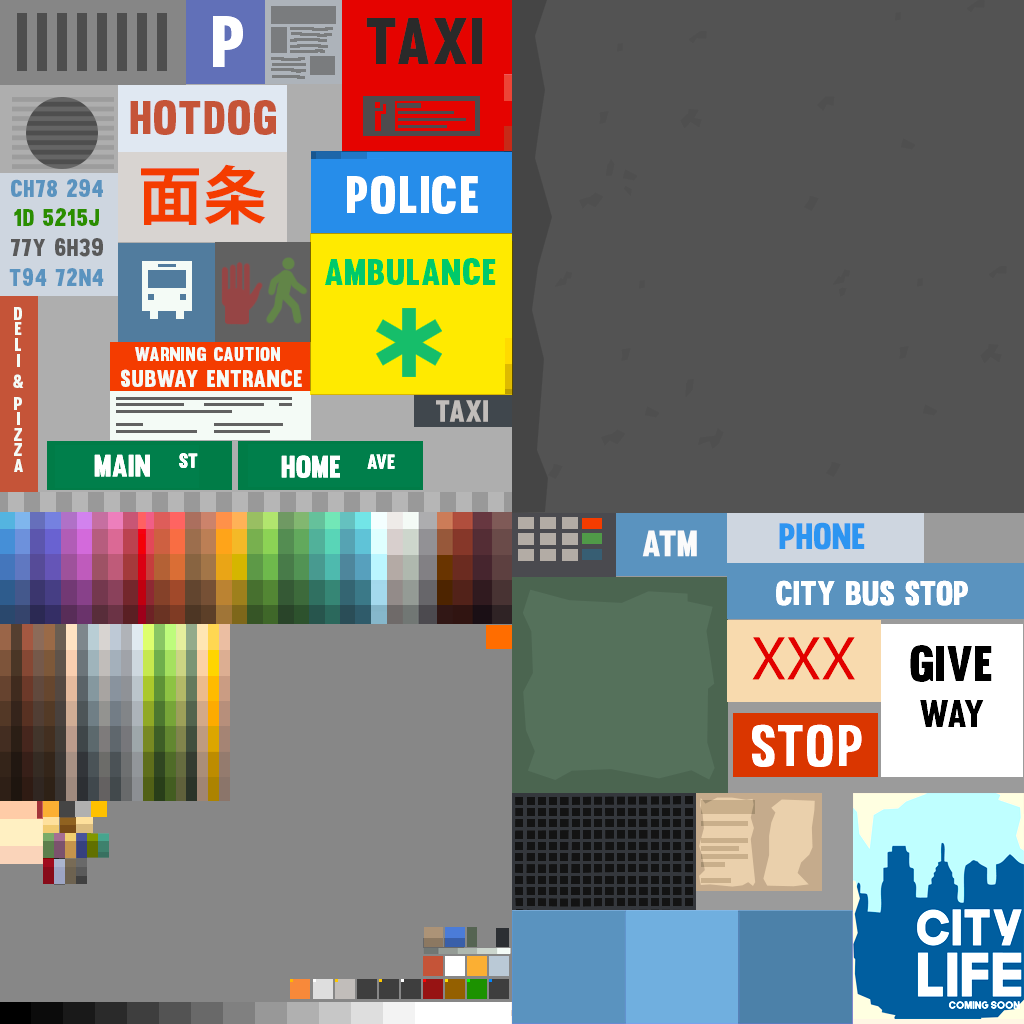 P
TAXI
HOTDOG
面条
CH78 294
1D 5215J
77Y 6H39
T94 72N4
POLICE
AMBULANCE
DELI & PIZZA
WARNING CAUTION
SUBWAY ENTRANCE
TAXI
MAIN ST
HOME AVE
ATM
PHONE
CITY BUS STOP
XXX
GIVE
WAY
STOP
CITY
LIFE
COMING SOON